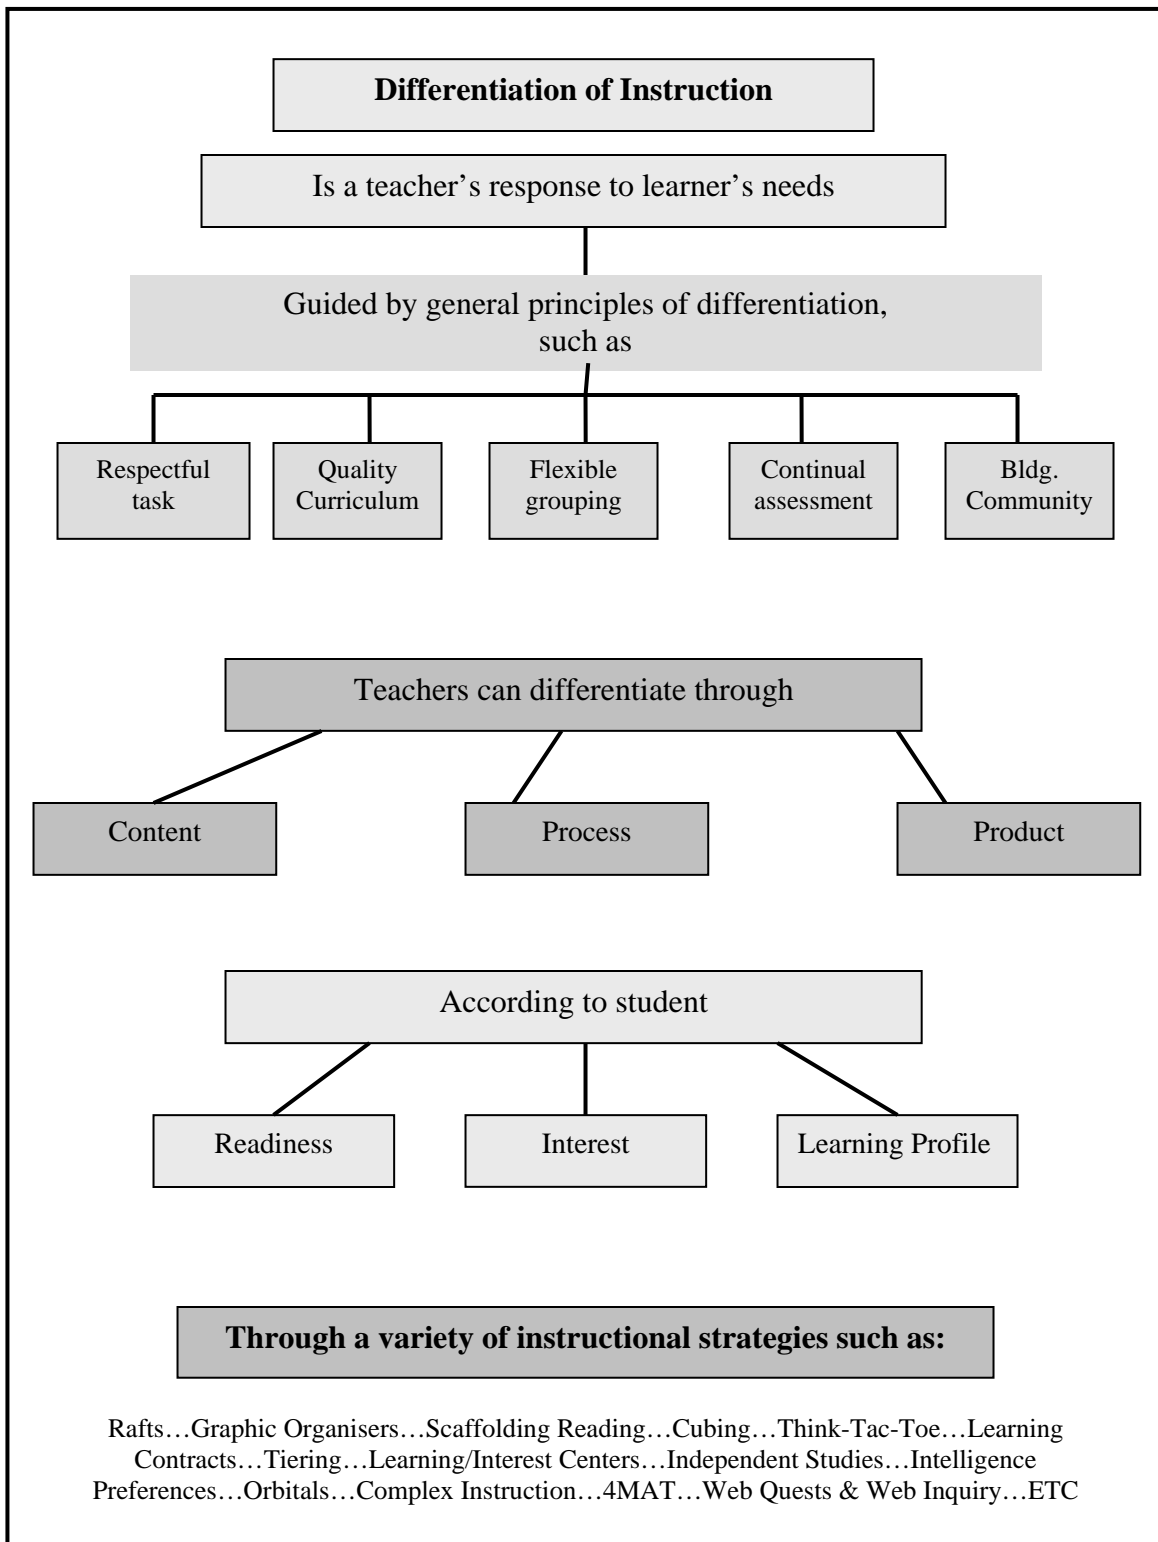 Differentiation of Instruction
Is a teacher’s response to learner’s needs
Guided by general principles of differentiation,
such as
Respectful
task
Quality
Curriculum
Flexible
grouping
Continual
assessment
Bldg.
Community
Teachers can differentiate through
Content
Process
Product
According to student
Readiness
Interest
Learning Profile
Through a variety of instructional strategies such as:
Rafts…Graphic Organisers…Scaffolding Reading…Cubing…Think-Tac-Toe…Learning
Contracts…Tiering…Learning/Interest Centers…Independent Studies…Intelligence
Preferences…Orbitals…Complex Instruction…4MAT…Web Quests & Web Inquiry…ETC